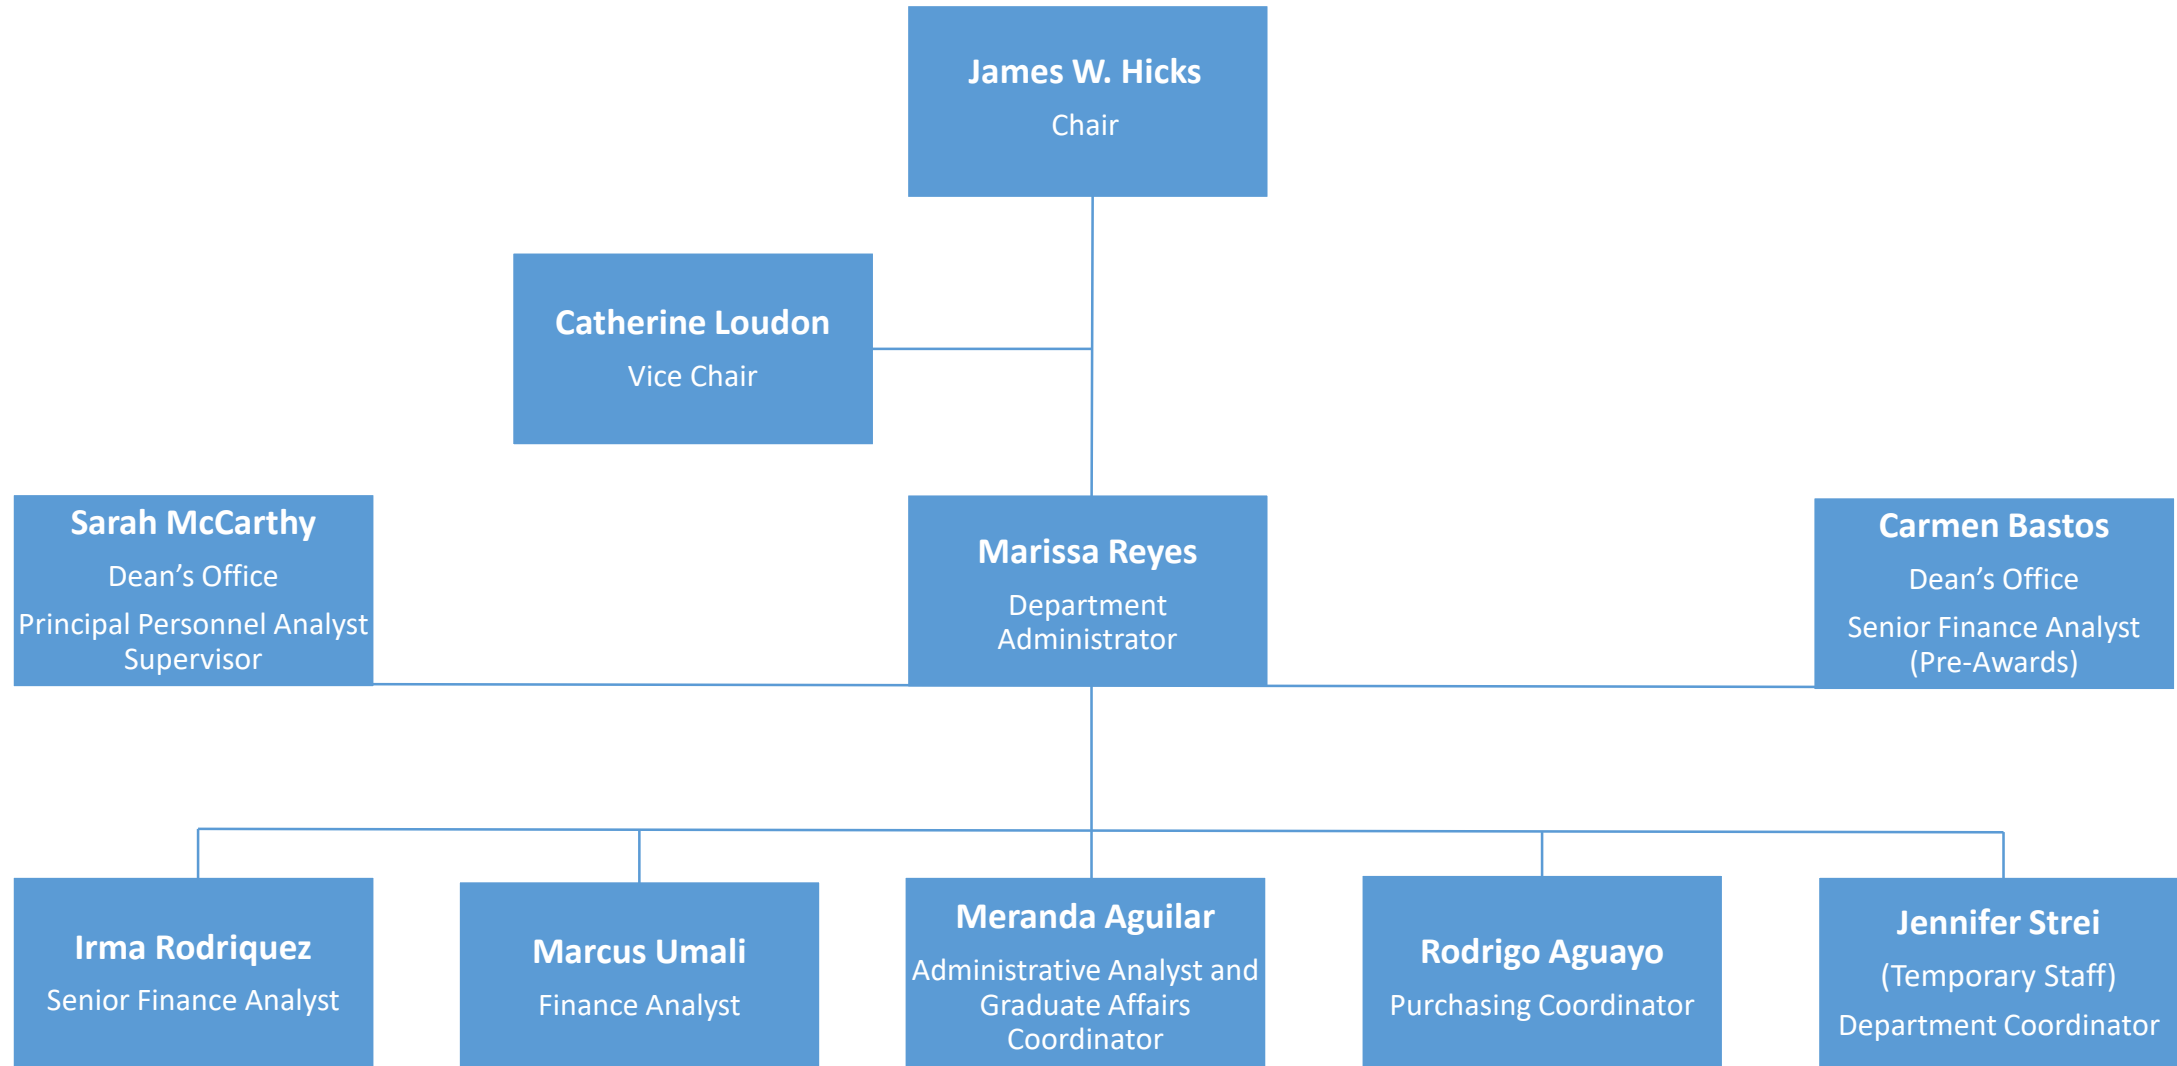 James W. Hicks
Chair
Catherine Loudon
Vice Chair
Sarah McCarthy
Dean’s Office
Principal Personnel Analyst
Supervisor
Marissa Reyes
Department
Administrator
Carmen Bastos
Dean’s Office
Senior Finance Analyst
(Pre-Awards)
Irma Rodriquez
Senior Finance Analyst
Marcus Umali
Finance Analyst
Meranda Aguilar
Administrative Analyst and
Graduate Affairs
Coordinator
Rodrigo Aguayo
Purchasing Coordinator
Jennifer Strei
(Temporary Staff)
Department Coordinator